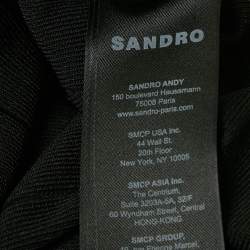 SANDRO
SANDRO ANDY
150 boulevard Haussmann
75008 Paris
www.sandro-paris.com
SMCP USA Inc.
44 Wall St.
20th Floor
New York, NY 10005
SMCP ASIA Inc.
The Centrium,
Suite 3203A-5A, 32/F
60 Wyndham Street, Central
HONG-KONG
SMCP GROUP,
Etienne Marcel,